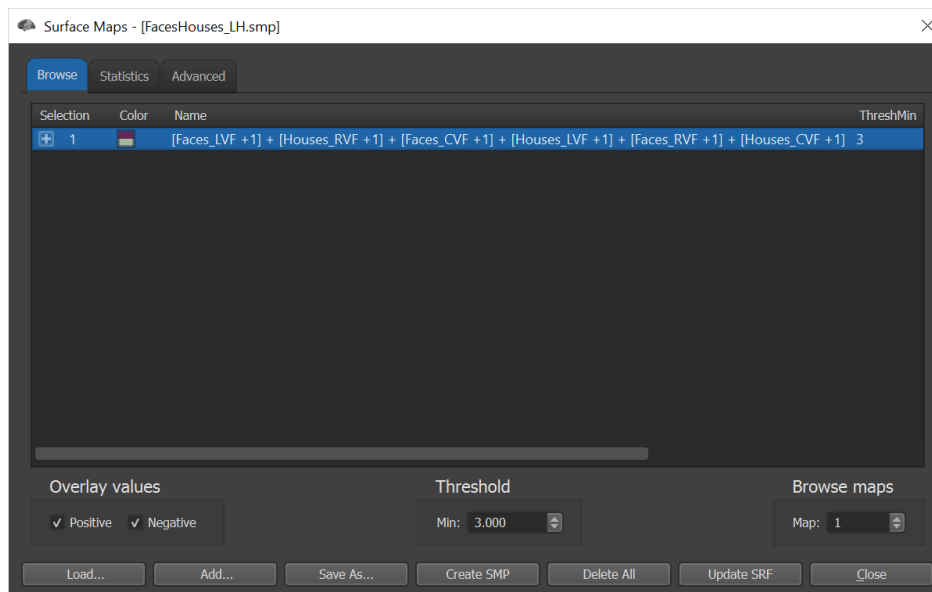 Surface Maps - [FacesHouses_LH.smp]
Browse Statistics Advanced
Selection Color Name ThreshMin
1 [Faces_LVF +1] + [Houses_RVF +1] + [Faces_CVF +1] + [Houses_LVF +1] + [Faces_RVF +1] + [Houses_CVF +1] 3
Overlay values Threshold Browse maps
Positive Negative Min: 3.000 Map: 1
Load... Add... Save As... Create SMP Delete All Update SRF Close